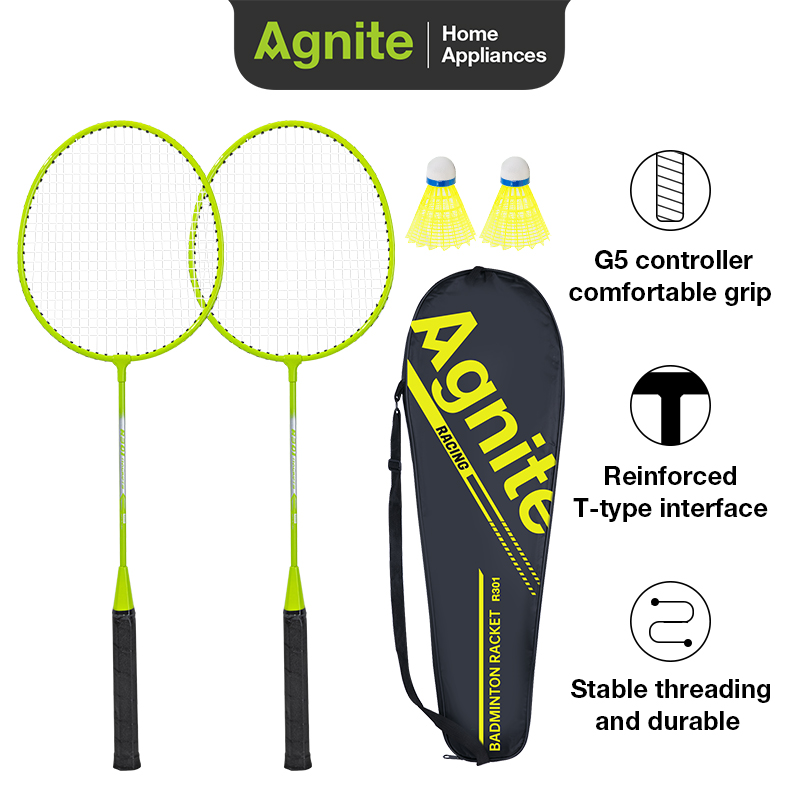 Agnite
Home
Appliances
G5 controller
comfortable grip
Agnite
RACING
BADMINTON RACKET R301
Reinforced
T-type interface
Stable threading
and durable